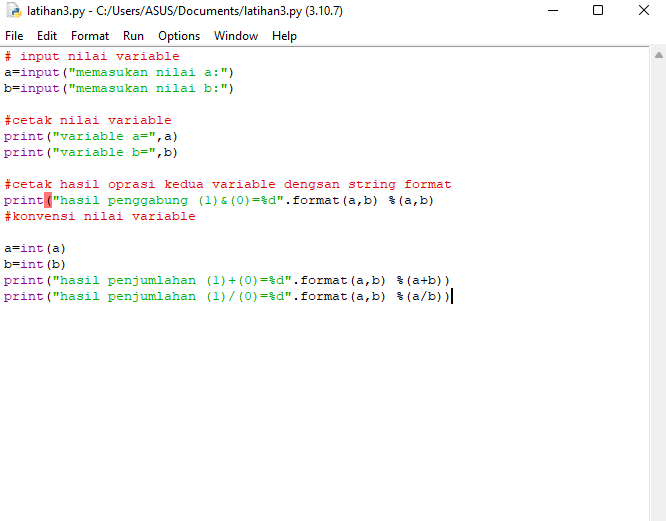 latihan3.py - C:/Users/ASUS/Documents/latihan3.py (3.10.7)
File Edit Format Run Options Window Help
# input nilai variable
a=input("memasukan nilai a:")
b=input("memasukan nilai b:")
#cetak nilai variable
print("variable a=",a)
print("variable b=",b)
#cetak hasil oprasi kedua variable dengsan string format
print("hasil penggabung (1)&(0)=%d".format(a,b) %(a,b)
#konvensi nilai variable
a=int(a)
b=int(b)
print("hasil penjumlahan (1)+(0)=%d".format(a,b) %(a+b))
print("hasil penjumlahan (1)/(0)=%d".format(a,b) %(a/b))